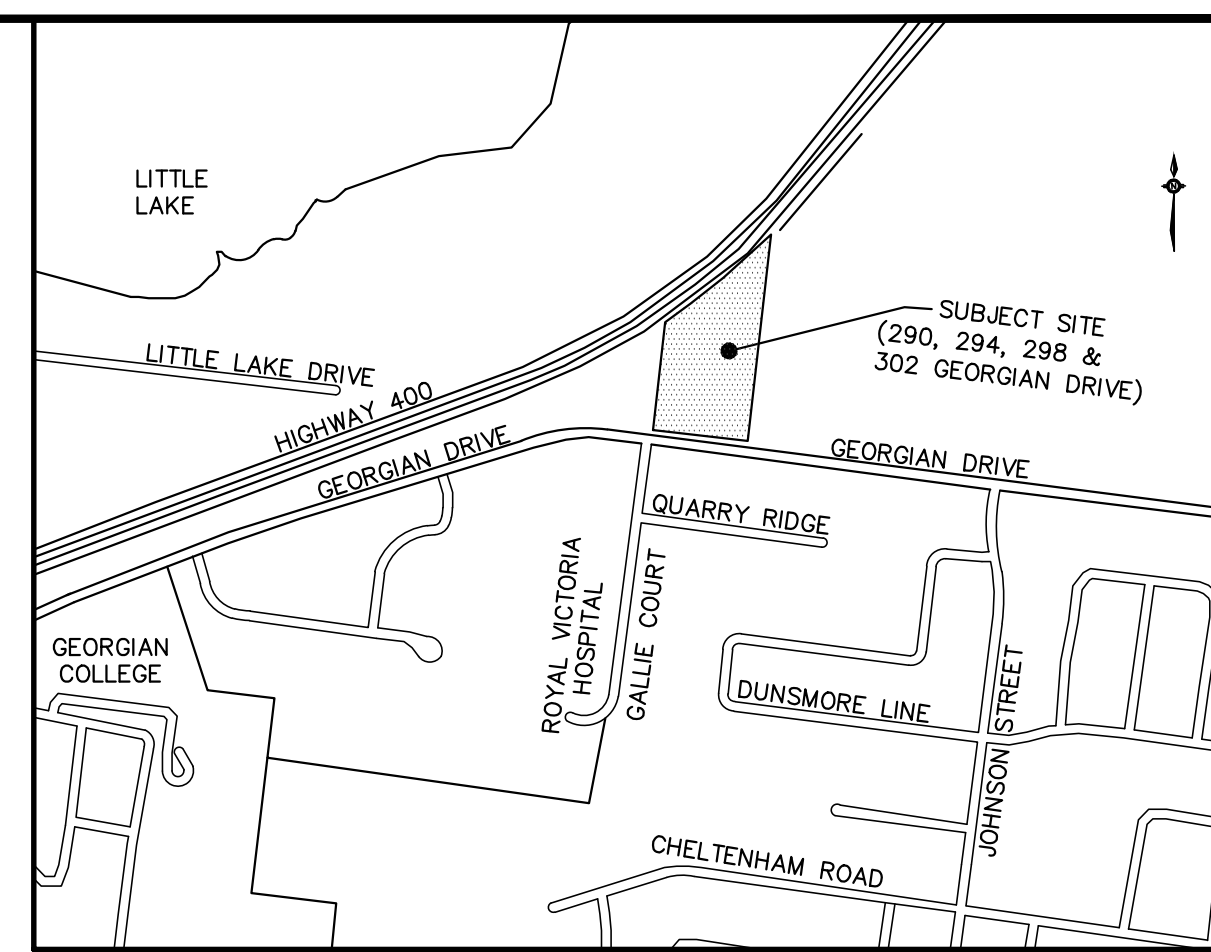 LITTLE
LAKE
N
SUBJECT SITE
(290, 294, 298 &
302 GEORGIAN DRIVE)
LITTLE LAKE DRIVE
HIGHWAY 400
GEORGIAN DRIVE
GEORGIAN DRIVE
QUARRY RIDGE
ROYAL VICTORIA
HOSPITAL
GALLIE COURT
GEORGIAN
COLLEGE
DUNSMORE LINE
JOHNSON STREET
CHELTENHAM ROAD